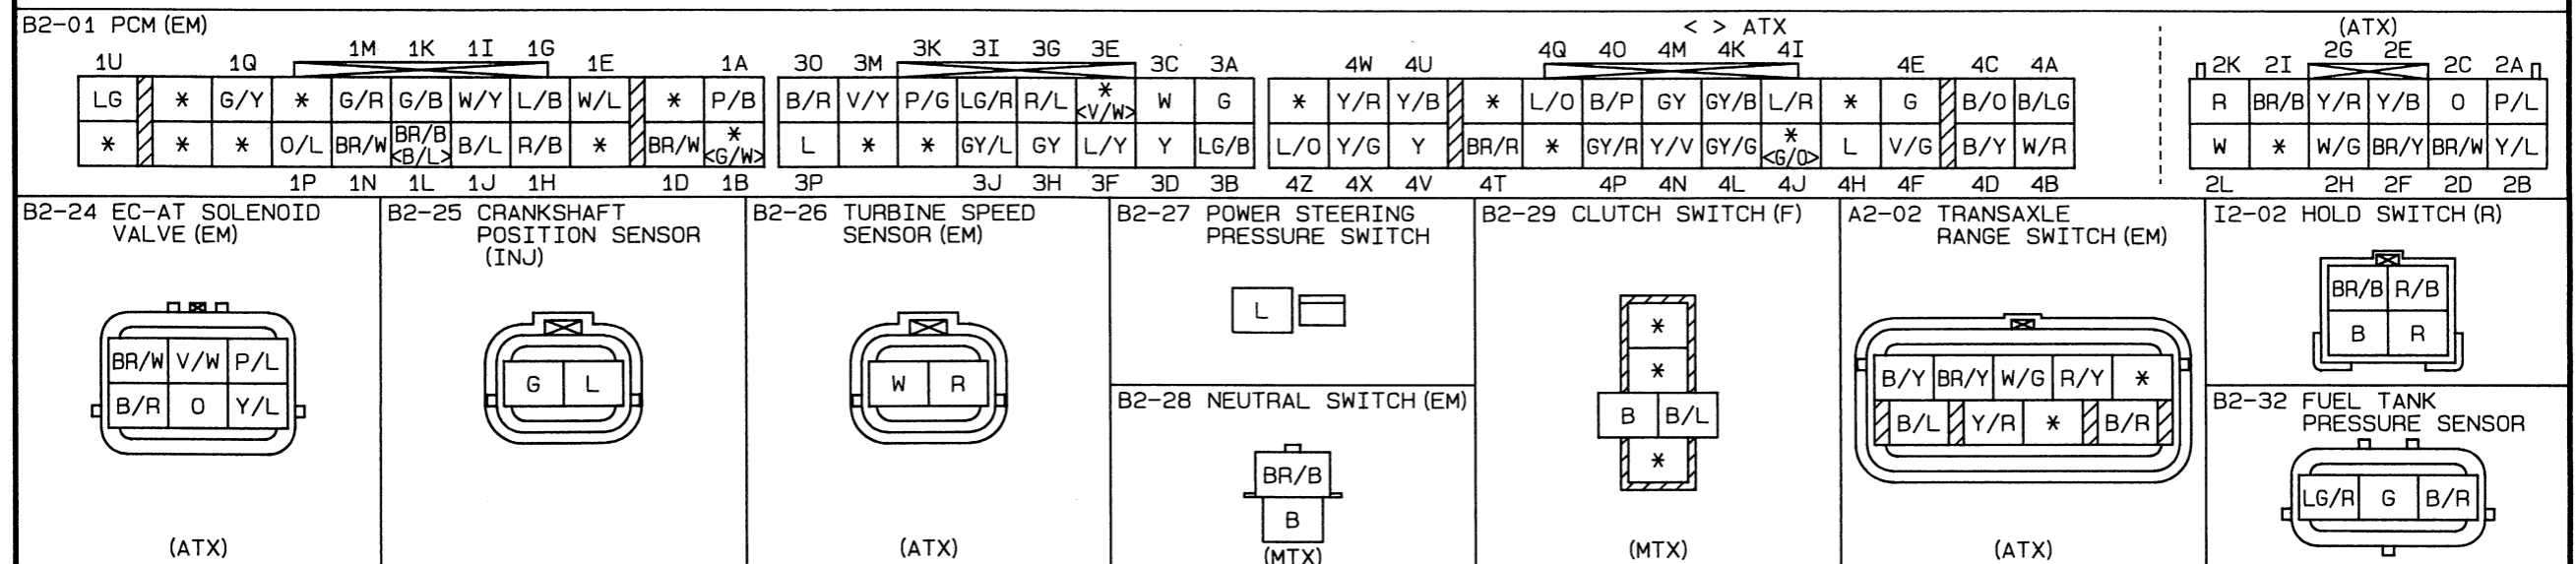 B2-01 PCM (EM)
< > ATX
(ATX)
1U 1Q 1M 1K 1I 1G 1E 1A 3O 3M 3K 3I 3G 3E 3C 3A 4W 4U 4Q 4O 4M 4K 4I 4E 4C 4A 2K 2I 2G 2E 2C 2A
LG * G/Y * G/R G/B W/Y L/B W/L * P/B B/R V/Y P/G LG/R R/L * <V/W> W G * Y/R Y/B * L/O B/P GY GY/B L/R * G B/O B/LG R BR/B Y/R Y/B O P/L
* * * O/L BR/W BR/B <B/L> B/L R/B * BR/W * <G/W> L * * GY/L GY L/Y Y LG/B L/O Y/G Y BR/R * GY/R Y/V GY/G * <G/O> L V/G B/Y W/R W * W/G BR/Y BR/W Y/L
1P 1N 1L 1J 1H 1D 1B 3P 3J 3H 3F 3D 3B 4Z 4X 4V 4T 4P 4N 4L 4J 4H 4F 4D 4B 2L 2H 2F 2D 2B
B2-24 EC-AT SOLENOID
VALVE (EM)
BR/W V/W P/L
B/R O Y/L
(ATX)
B2-25 CRANKSHAFT
POSITION SENSOR
(INJ)
G L
B2-26 TURBINE SPEED
SENSOR (EM)
W R
(ATX)
B2-27 POWER STEERING
PRESSURE SWITCH
L
B2-28 NEUTRAL SWITCH (EM)
BR/B
B
(MTX)
B2-29 CLUTCH SWITCH (F)
*
*
B B/L
*
(MTX)
A2-02 TRANSAXLE
RANGE SWITCH (EM)
B/Y BR/Y W/G R/Y *
B/L Y/R * B/R
(ATX)
I2-02 HOLD SWITCH (R)
BR/B R/B
B R
B2-32 FUEL TANK
PRESSURE SENSOR
LG/R G B/R